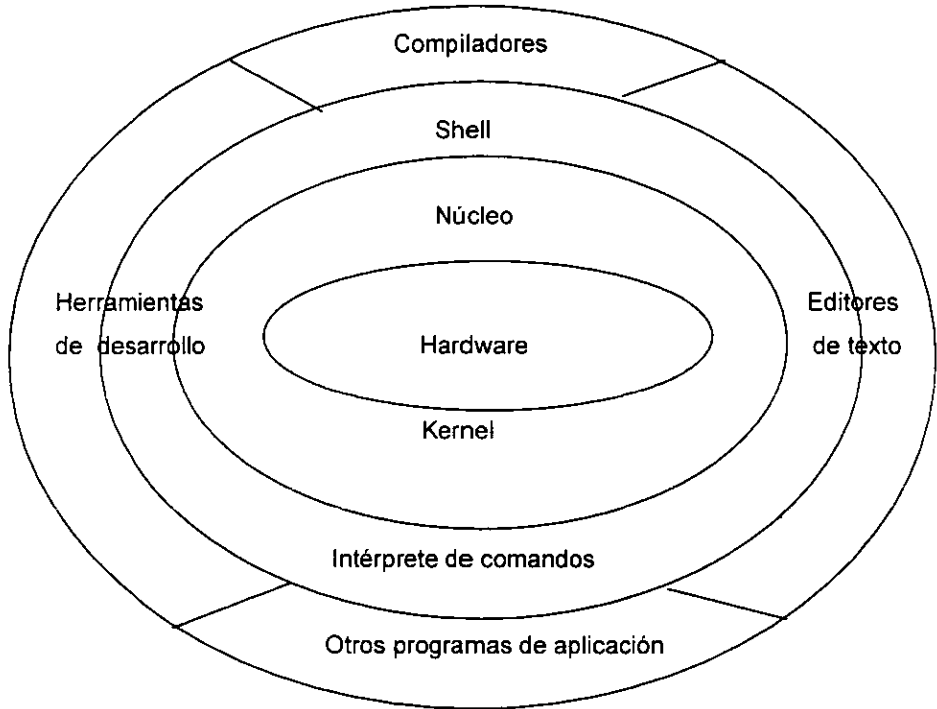 Compiladores
Shell
Núcleo
Herramientas
de desarrollo
Hardware
Editores
de texto
Kernel
Intérprete de comandos
Otros programas de aplicación